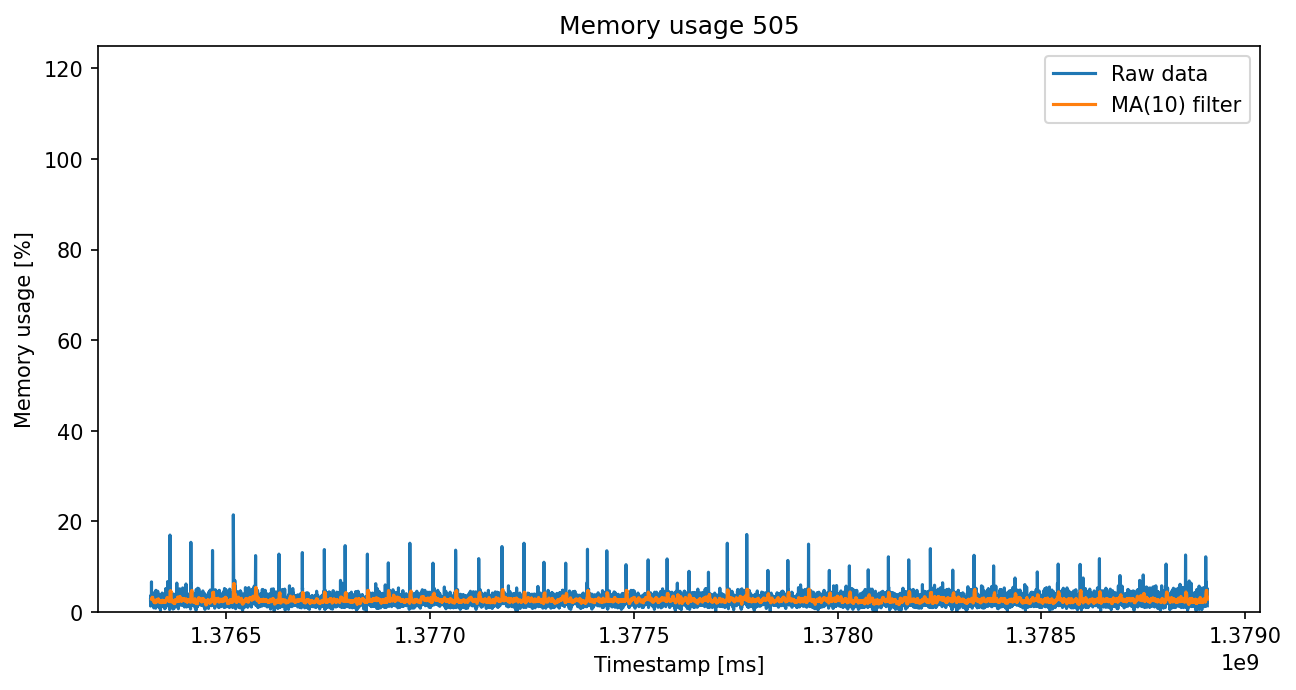 Memory usage 505
Raw data
MA(10) filter
120
100
80
60
40
20
0
Memory usage [%]
1.3765 1.3770 1.3775 1.3780 1.3785 1.3790
1e9
Timestamp [ms]